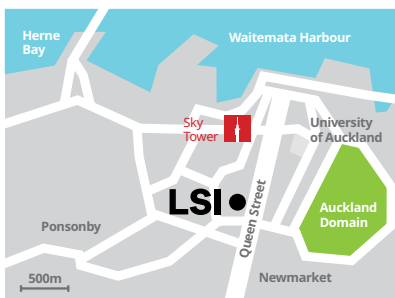 Herne
Bay
Waitemata Harbour
Sky
Tower
University
of Auckland
LSI
Queen Street
Auckland
Domain
Ponsonby
Newmarket
500m